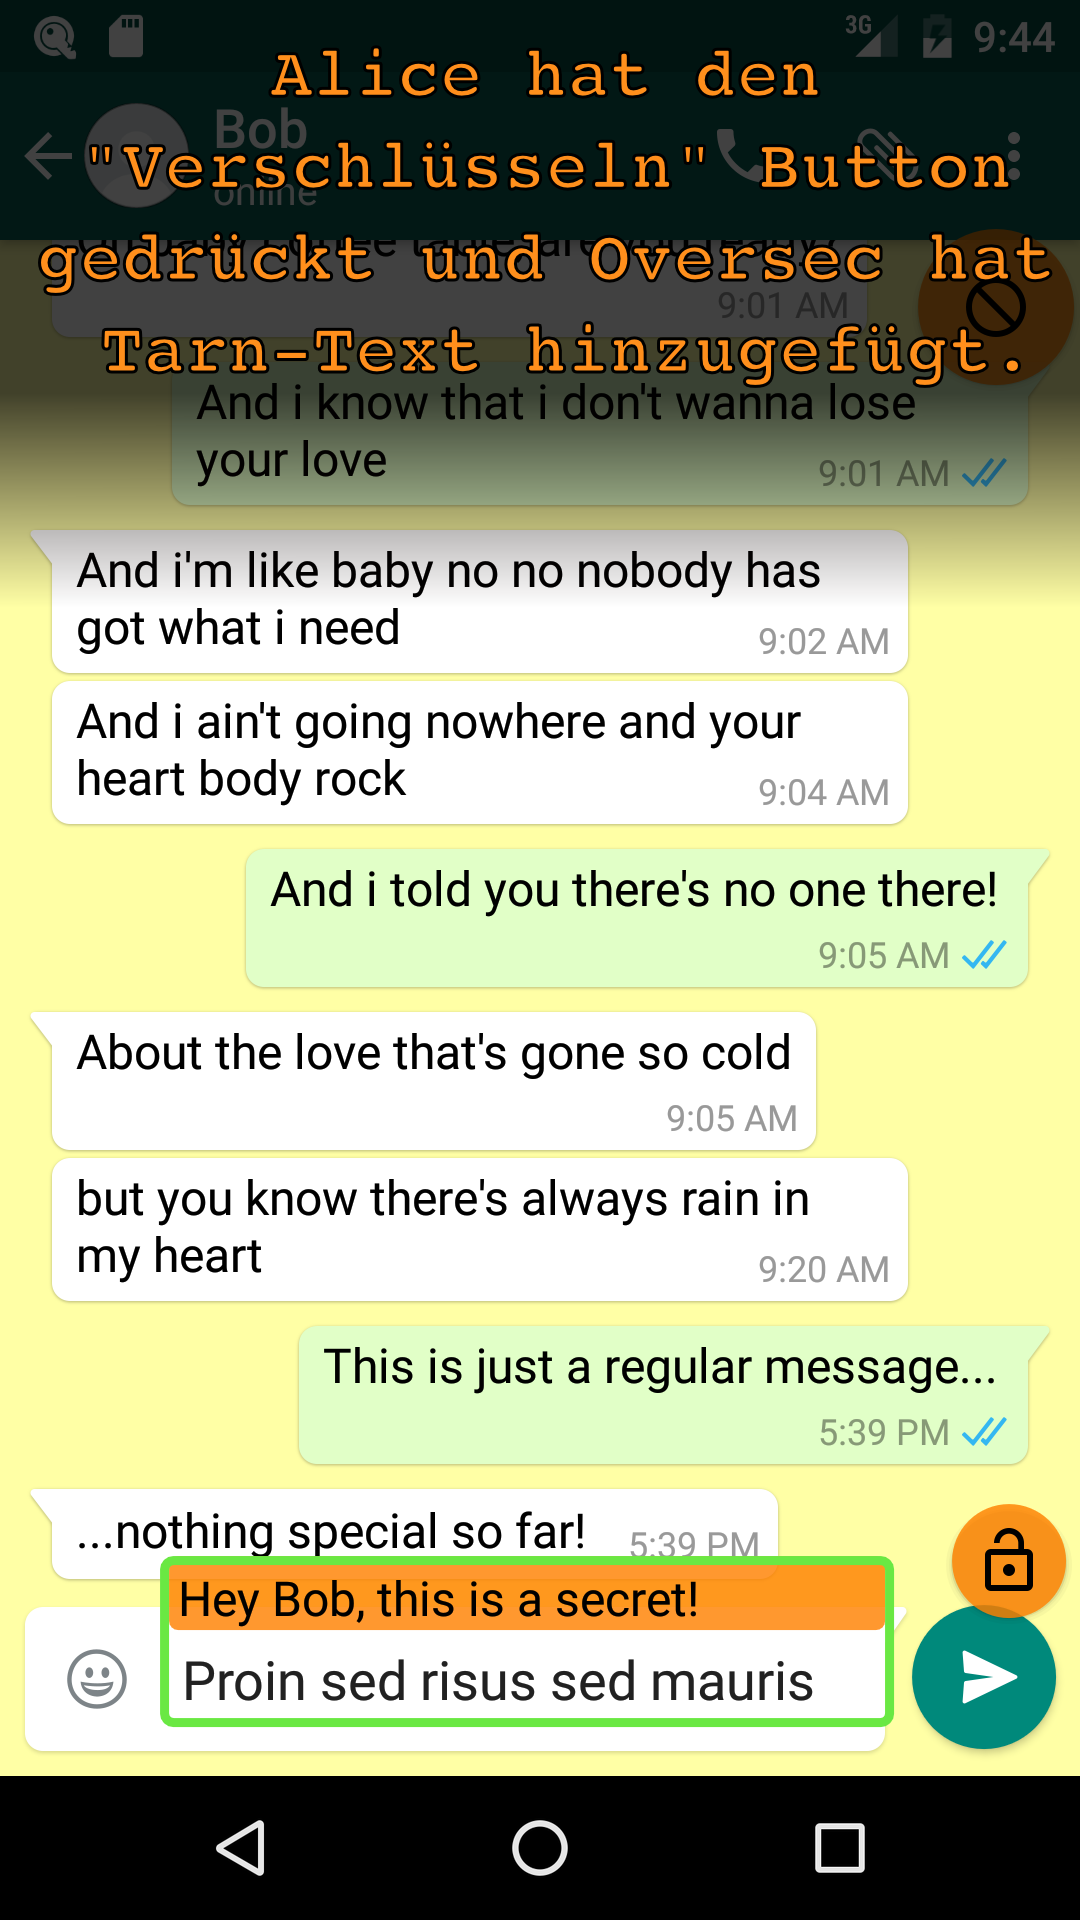 3G 9:44
Alice hat den
Bob
"Verschlüsseln" Button
online
gedrückt und Oversec hat
9:01 AM
Tarn-Text hinzugefügt.
And i know that i don't wanna lose
your love
9:01 AM
And i'm like baby no no nobody has
got what i need
9:02 AM
And i ain't going nowhere and your
heart body rock
9:04 AM
And i told you there's no one there!
9:05 AM
About the love that's gone so cold
9:05 AM
but you know there's always rain in
my heart
9:20 AM
This is just a regular message...
5:39 PM
...nothing special so far!
5:39 PM
Hey Bob, this is a secret!
Proin sed risus sed mauris